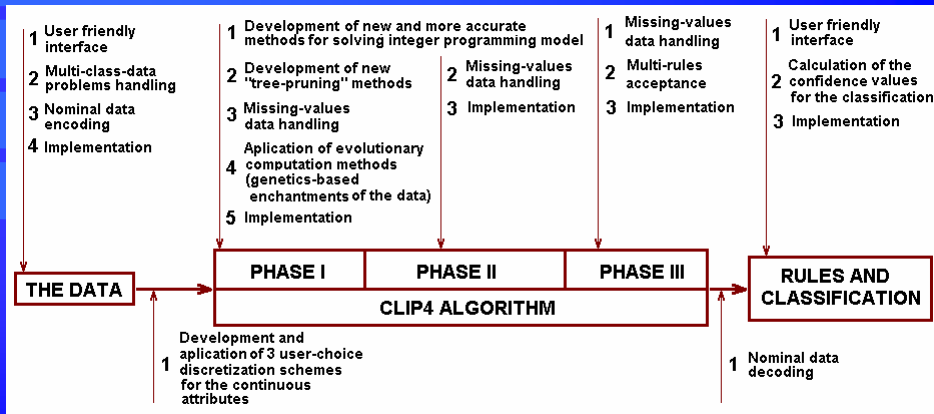 1 User friendly
interface
2 Multi-class-data
problems handling
3 Nominal data
encoding
4 Implementation
1 Development of new and more accurate
methods for solving integer programming model
2 Development of new
"tree-pruning" methods
3 Missing-values
data handling
4 Aplication of evolutionary
computation methods
(genetics-based
enchantments of the data)
5 Implementation
2 Missing-values
data handling
3 Implementation
1 Missing-values
data handling
2 Multi-rules
acceptance
3 Implementation
1 User friendly
interface
2 Calculation of the
confidence values
for the classification
3 Implementation
THE DATA
PHASE I
PHASE II
PHASE III
CLIP4 ALGORITHM
RULES AND
CLASSIFICATION
1 Development and
aplication of 3 user-choice
discretization schemes
for the continuous
attributes
1 Nominal data
decoding